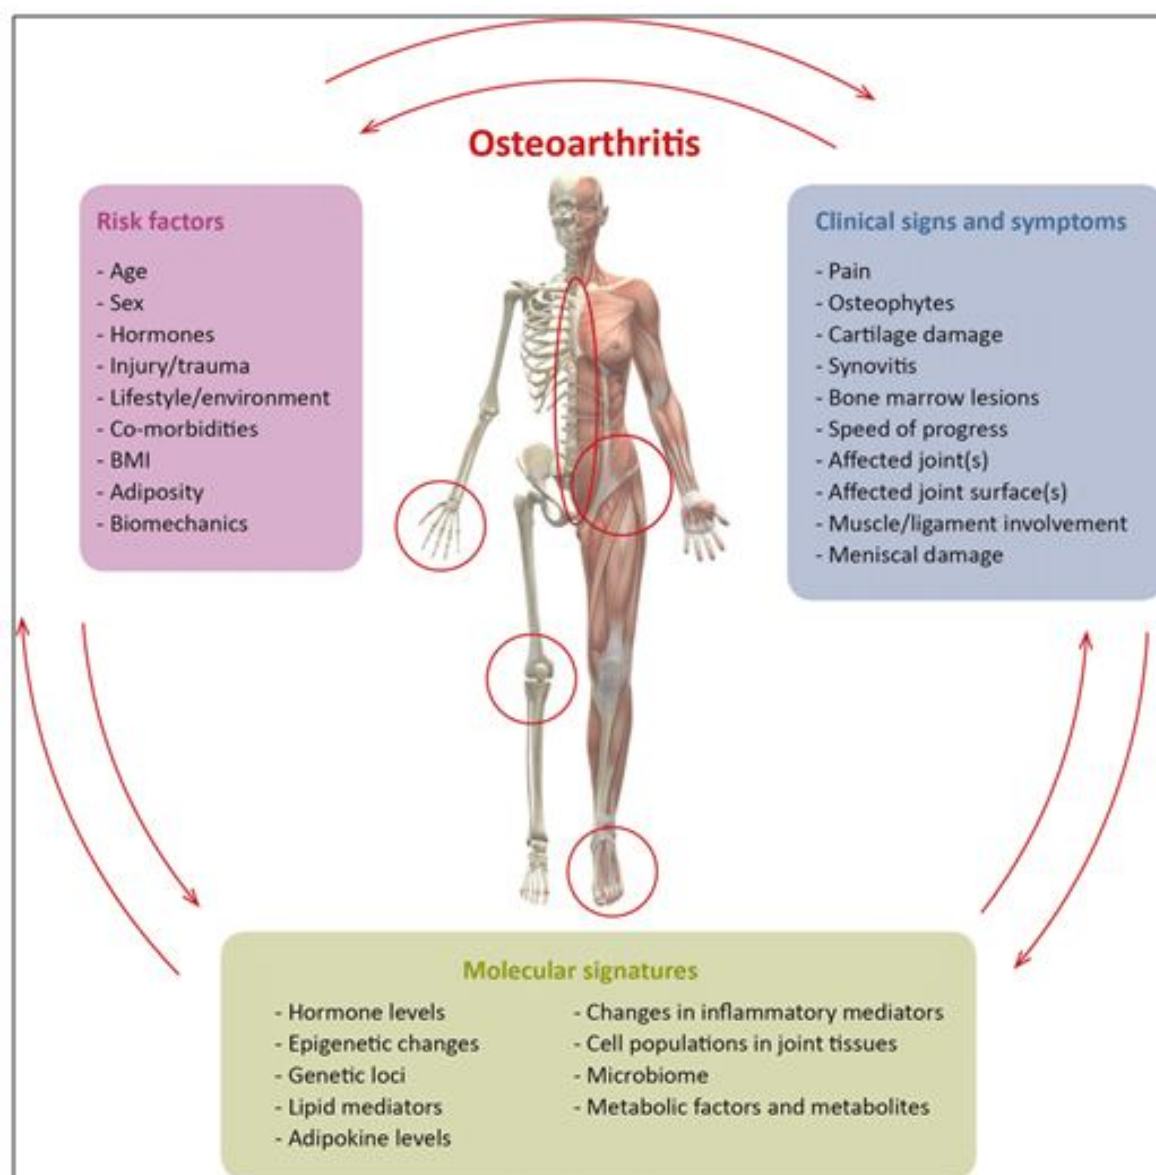 Osteoarthritis
Risk factors
- Age
- Sex
- Hormones
- Injury/trauma
- Lifestyle/environment
- Co-morbidities
- BMI
- Adiposity
- Biomechanics
Clinical signs and symptoms
- Pain
- Osteophytes
- Cartilage damage
- Synovitis
- Bone marrow lesions
- Speed of progress
- Affected joint(s)
- Affected joint surface(s)
- Muscle/ligament involvement
- Meniscal damage
Molecular signatures
- Hormone levels
- Epigenetic changes
- Genetic loci
- Lipid mediators
- Adipokine levels
- Changes in inflammatory mediators
- Cell populations in joint tissues
- Microbiome
- Metabolic factors and metabolites